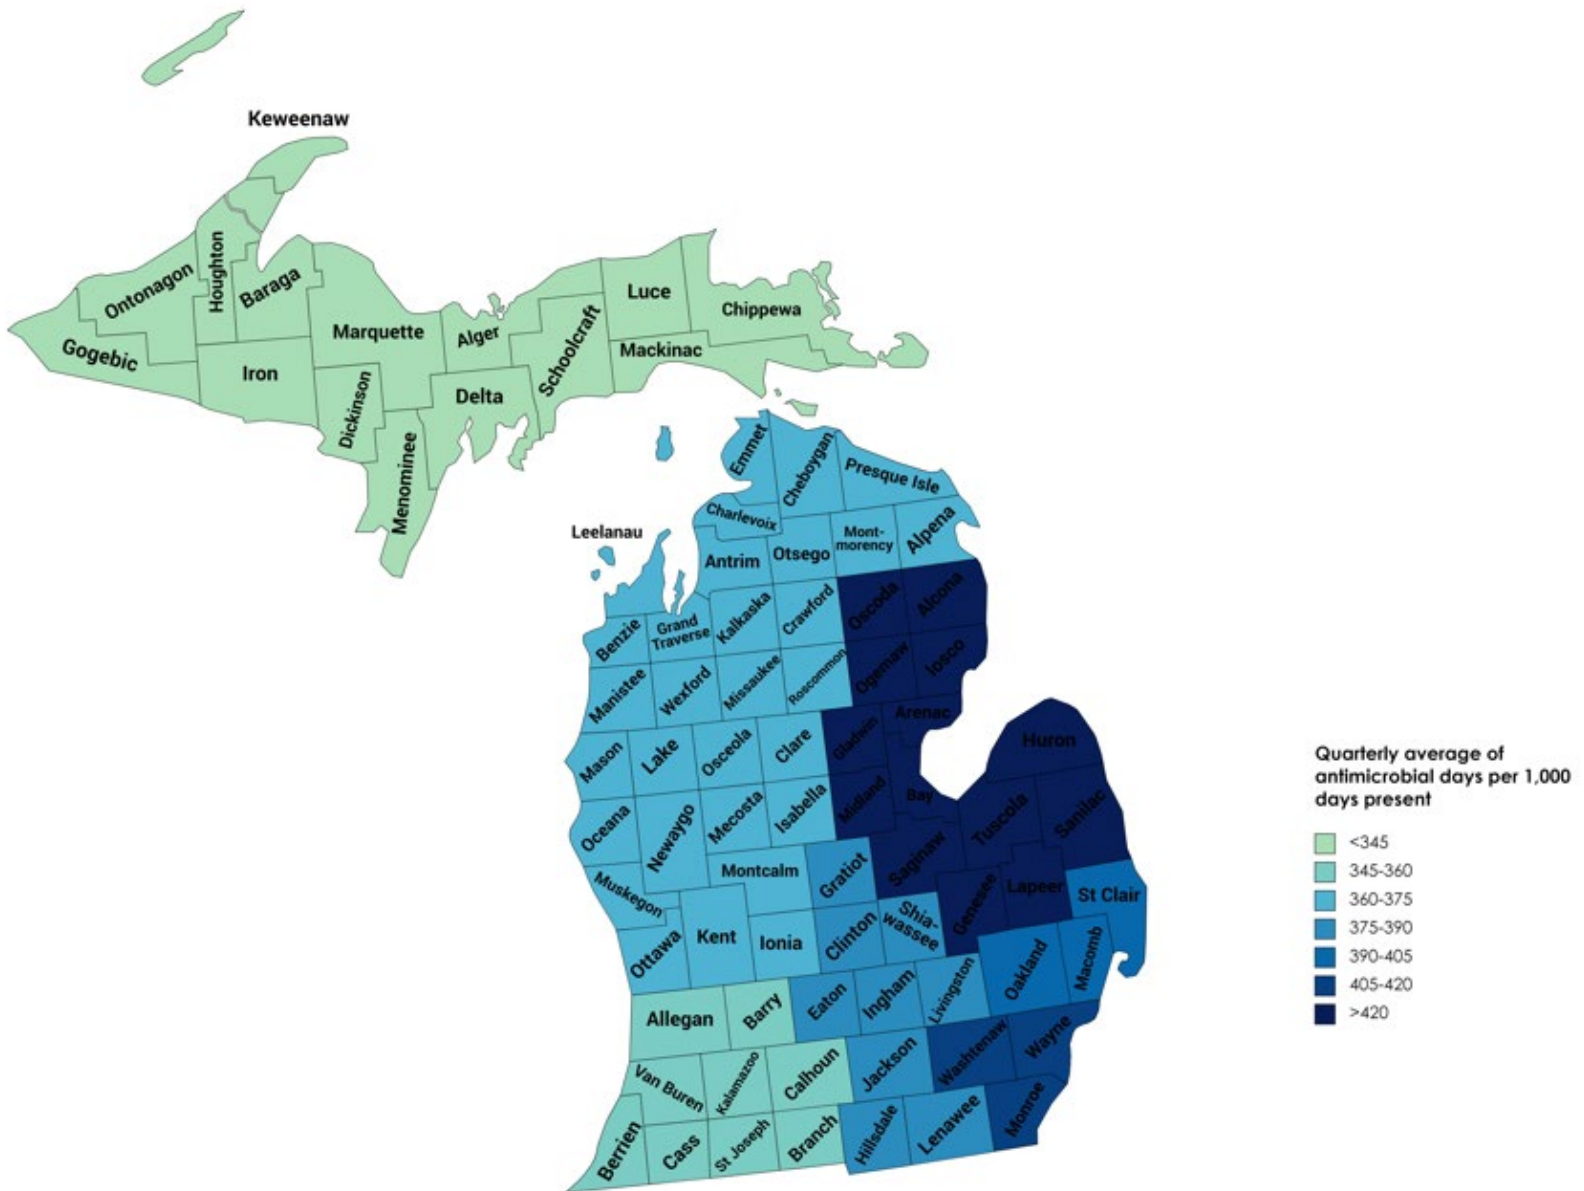 Keweenaw
Ontonagon
Houghton
Baraga
Gogebic
Iron
Marquette
Dickinson
Menominee
Alger
Delta
Schoolcraft
Luce
Mackinac
Chippewa
Emmet
Cheboygan
Presque Isle
Leelanau
Charlevoix
Antrim
Otsego
Mont-
morency
Alpena
Benzie
Grand
Traverse
Kalkaska
Crawford
Oscoda
Alcona
Manistee
Wexford
Missaukee
Roscommon
Ogemaw
Iosco
Mason
Lake
Osceola
Clare
Gladwin
Arenac
Huron
Oceana
Newaygo
Mecosta
Isabella
Midland
Bay
Tuscola
Sanilac
Muskegon
Montcalm
Gratiot
Saginaw
Genesee
Lapeer
St Clair
Ottawa
Kent
Ionia
Clinton
Shia-
wassee
Oakland
Macomb
Allegan
Barry
Eaton
Ingham
Livingston
Van Buren
Kalamazoo
Calhoun
Jackson
Washtenaw
Wayne
Berrien
Cass
St Joseph
Branch
Hillsdale
Lenawee
Monroe
Quarterly average of
antimicrobial days per 1,000
days present
<345
345-360
360-375
375-390
390-405
405-420
>420